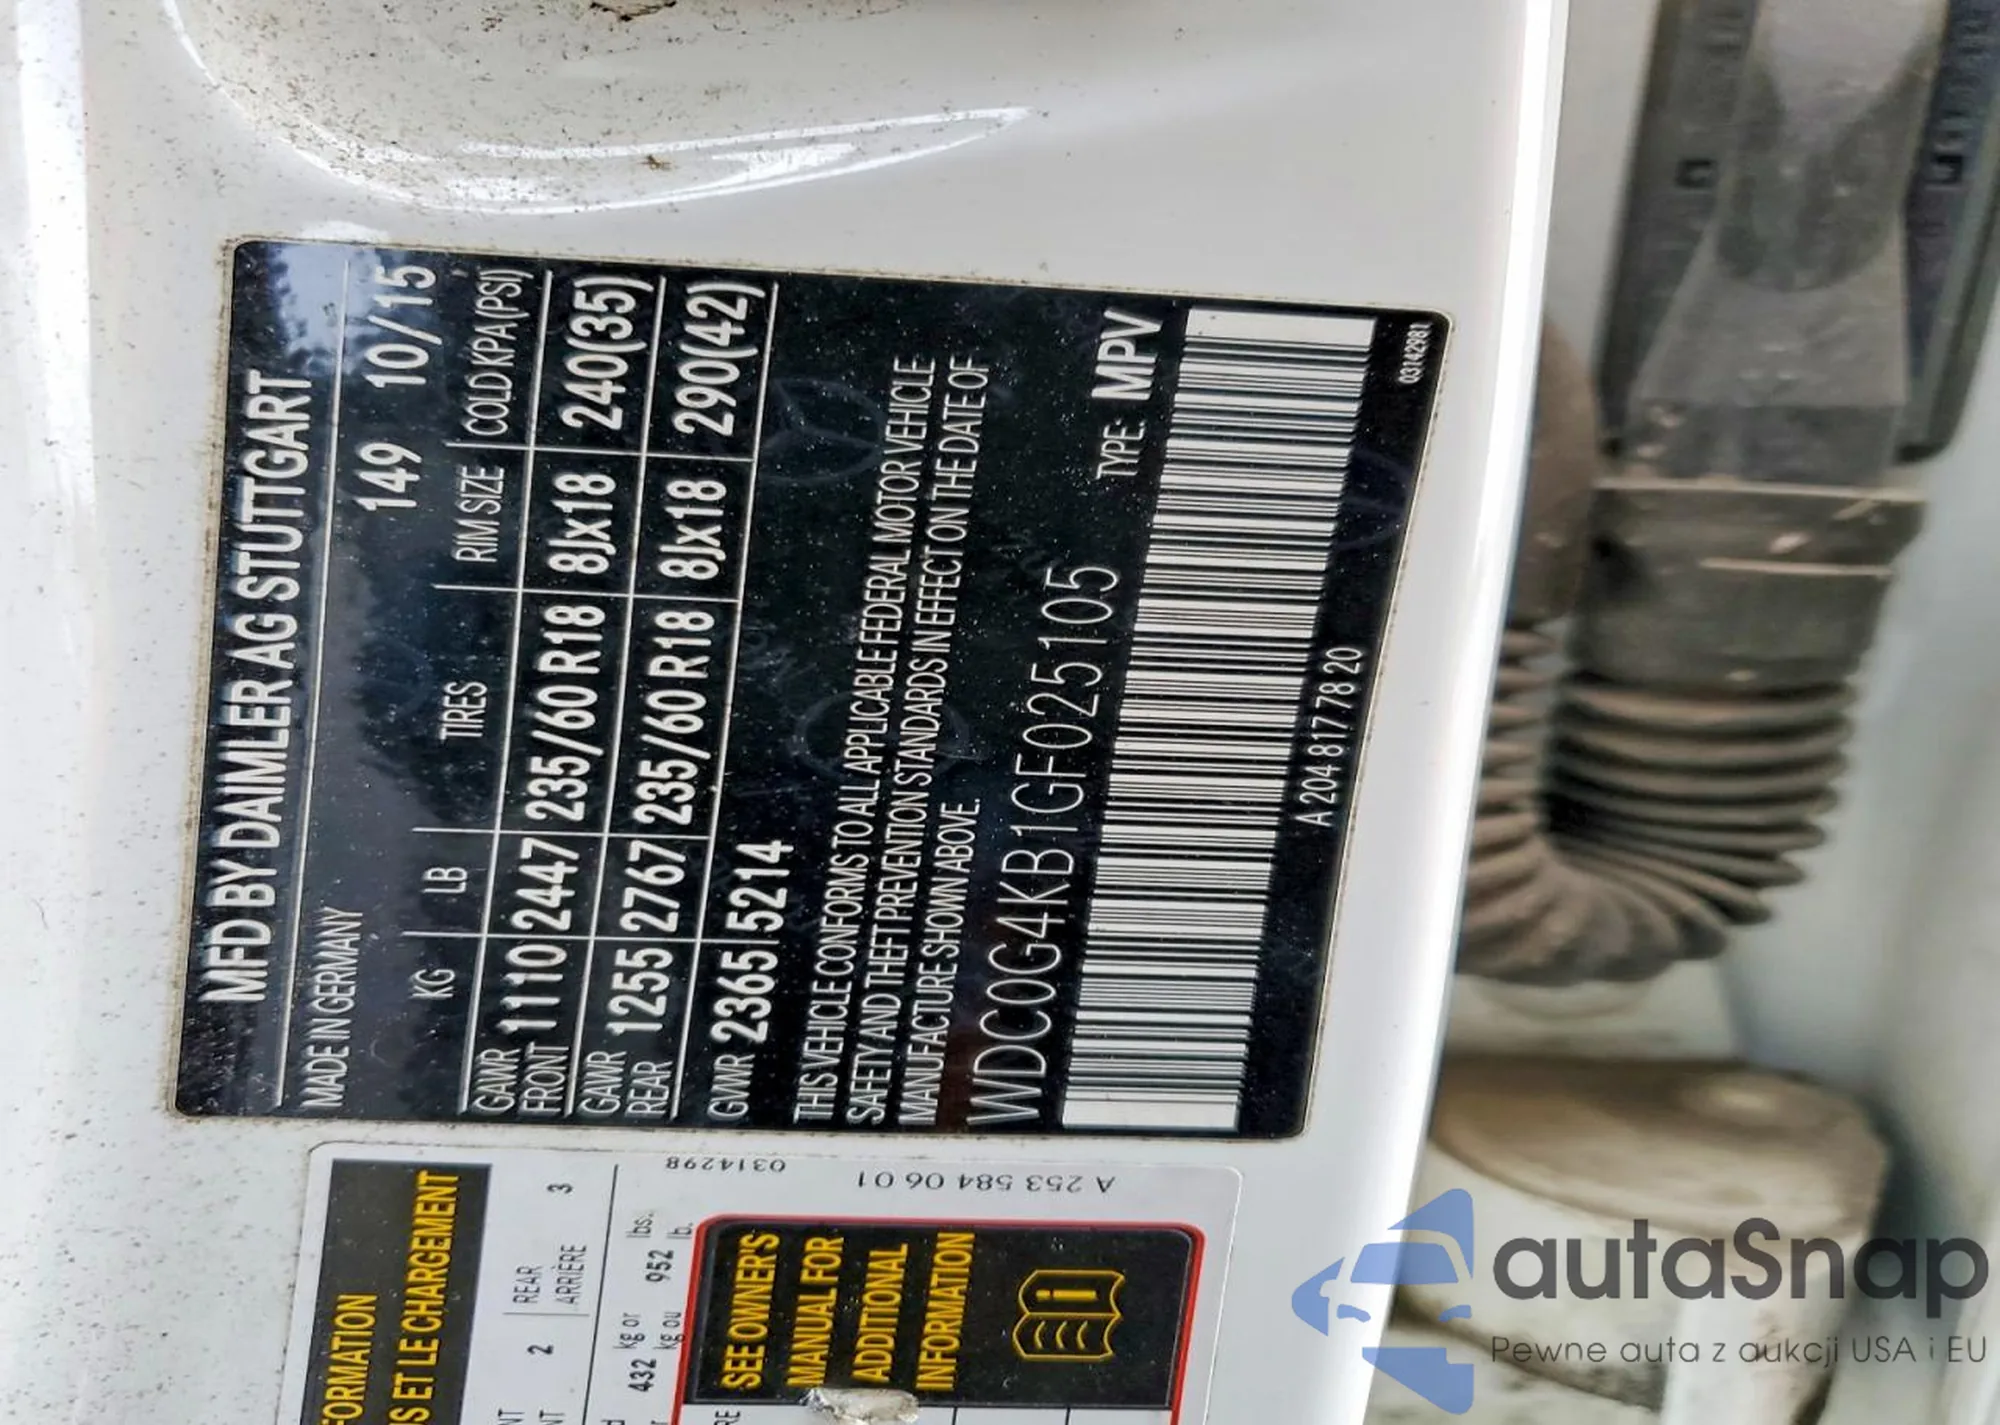 MFD BY DAIMLER AG STUTTGART
MADE IN GERMANY 149 10/15
KG LB TIRES RIM SIZE COLD KPA(PSI)
GAWR
FRONT 1110 2447 235/60 R18 8Jx18 240(35)
GAWR
REAR 1255 2767 235/60 R18 8Jx18 290(42)
GWR 2365 5214
THIS VEHICLE CONFORMS TO ALL APPLICABLE FEDERAL MOTOR VEHICLE
SAFETY AND THEFT PREVENTION STANDARDS IN EFFECT ON THE DATE OF
MANUFACTURE SHOWN ABOVE.
WDC0G4KB1GF025105 TYPE: MPV
A 204 817 78 20
03142981
ET LE CHARGEMENT
2 REAR 3
ARRIÈRE
432 kg or lbs.
kg ou 952 lb.
0314298
A 253 584 06 01
SEE OWNER'S
MANUAL FOR
ADDITIONAL
INFORMATION
autaSnap
Pewne auta z aukcji USA i EU